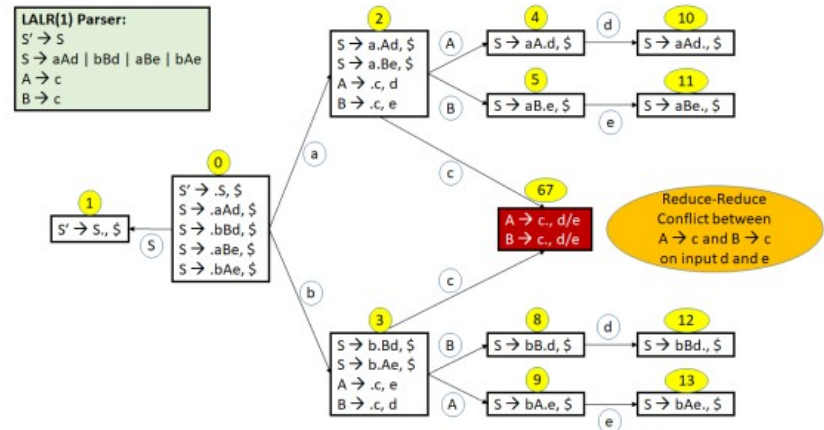 LALR(1) Parser:
S' → S
S → aAd | bBd | aBe | bAe
A → c
B → c
2
S → a.Ad, $
S → a.Be, $
A → .c, d
B → .c, e
A
4
S → aA.d, $
d
10
S → aAd., $
B
5
S → aB.e, $
e
11
S → aBe., $
a
c
0
S' → .S, $
S → .aAd, $
S → .bBd, $
S → .aBe, $
S → .bAe, $
1
S' → S., $
S
67
A → c., d/e
B → c., d/e
Reduce-Reduce
Conflict between
A → c and B → c
on input d and e
b
c
3
S → b.Bd, $
S → b.Ae, $
A → .c, e
B → .c, d
B
8
S → bB.d, $
d
12
S → bBd., $
A
9
S → bA.e, $
e
13
S → bAe., $